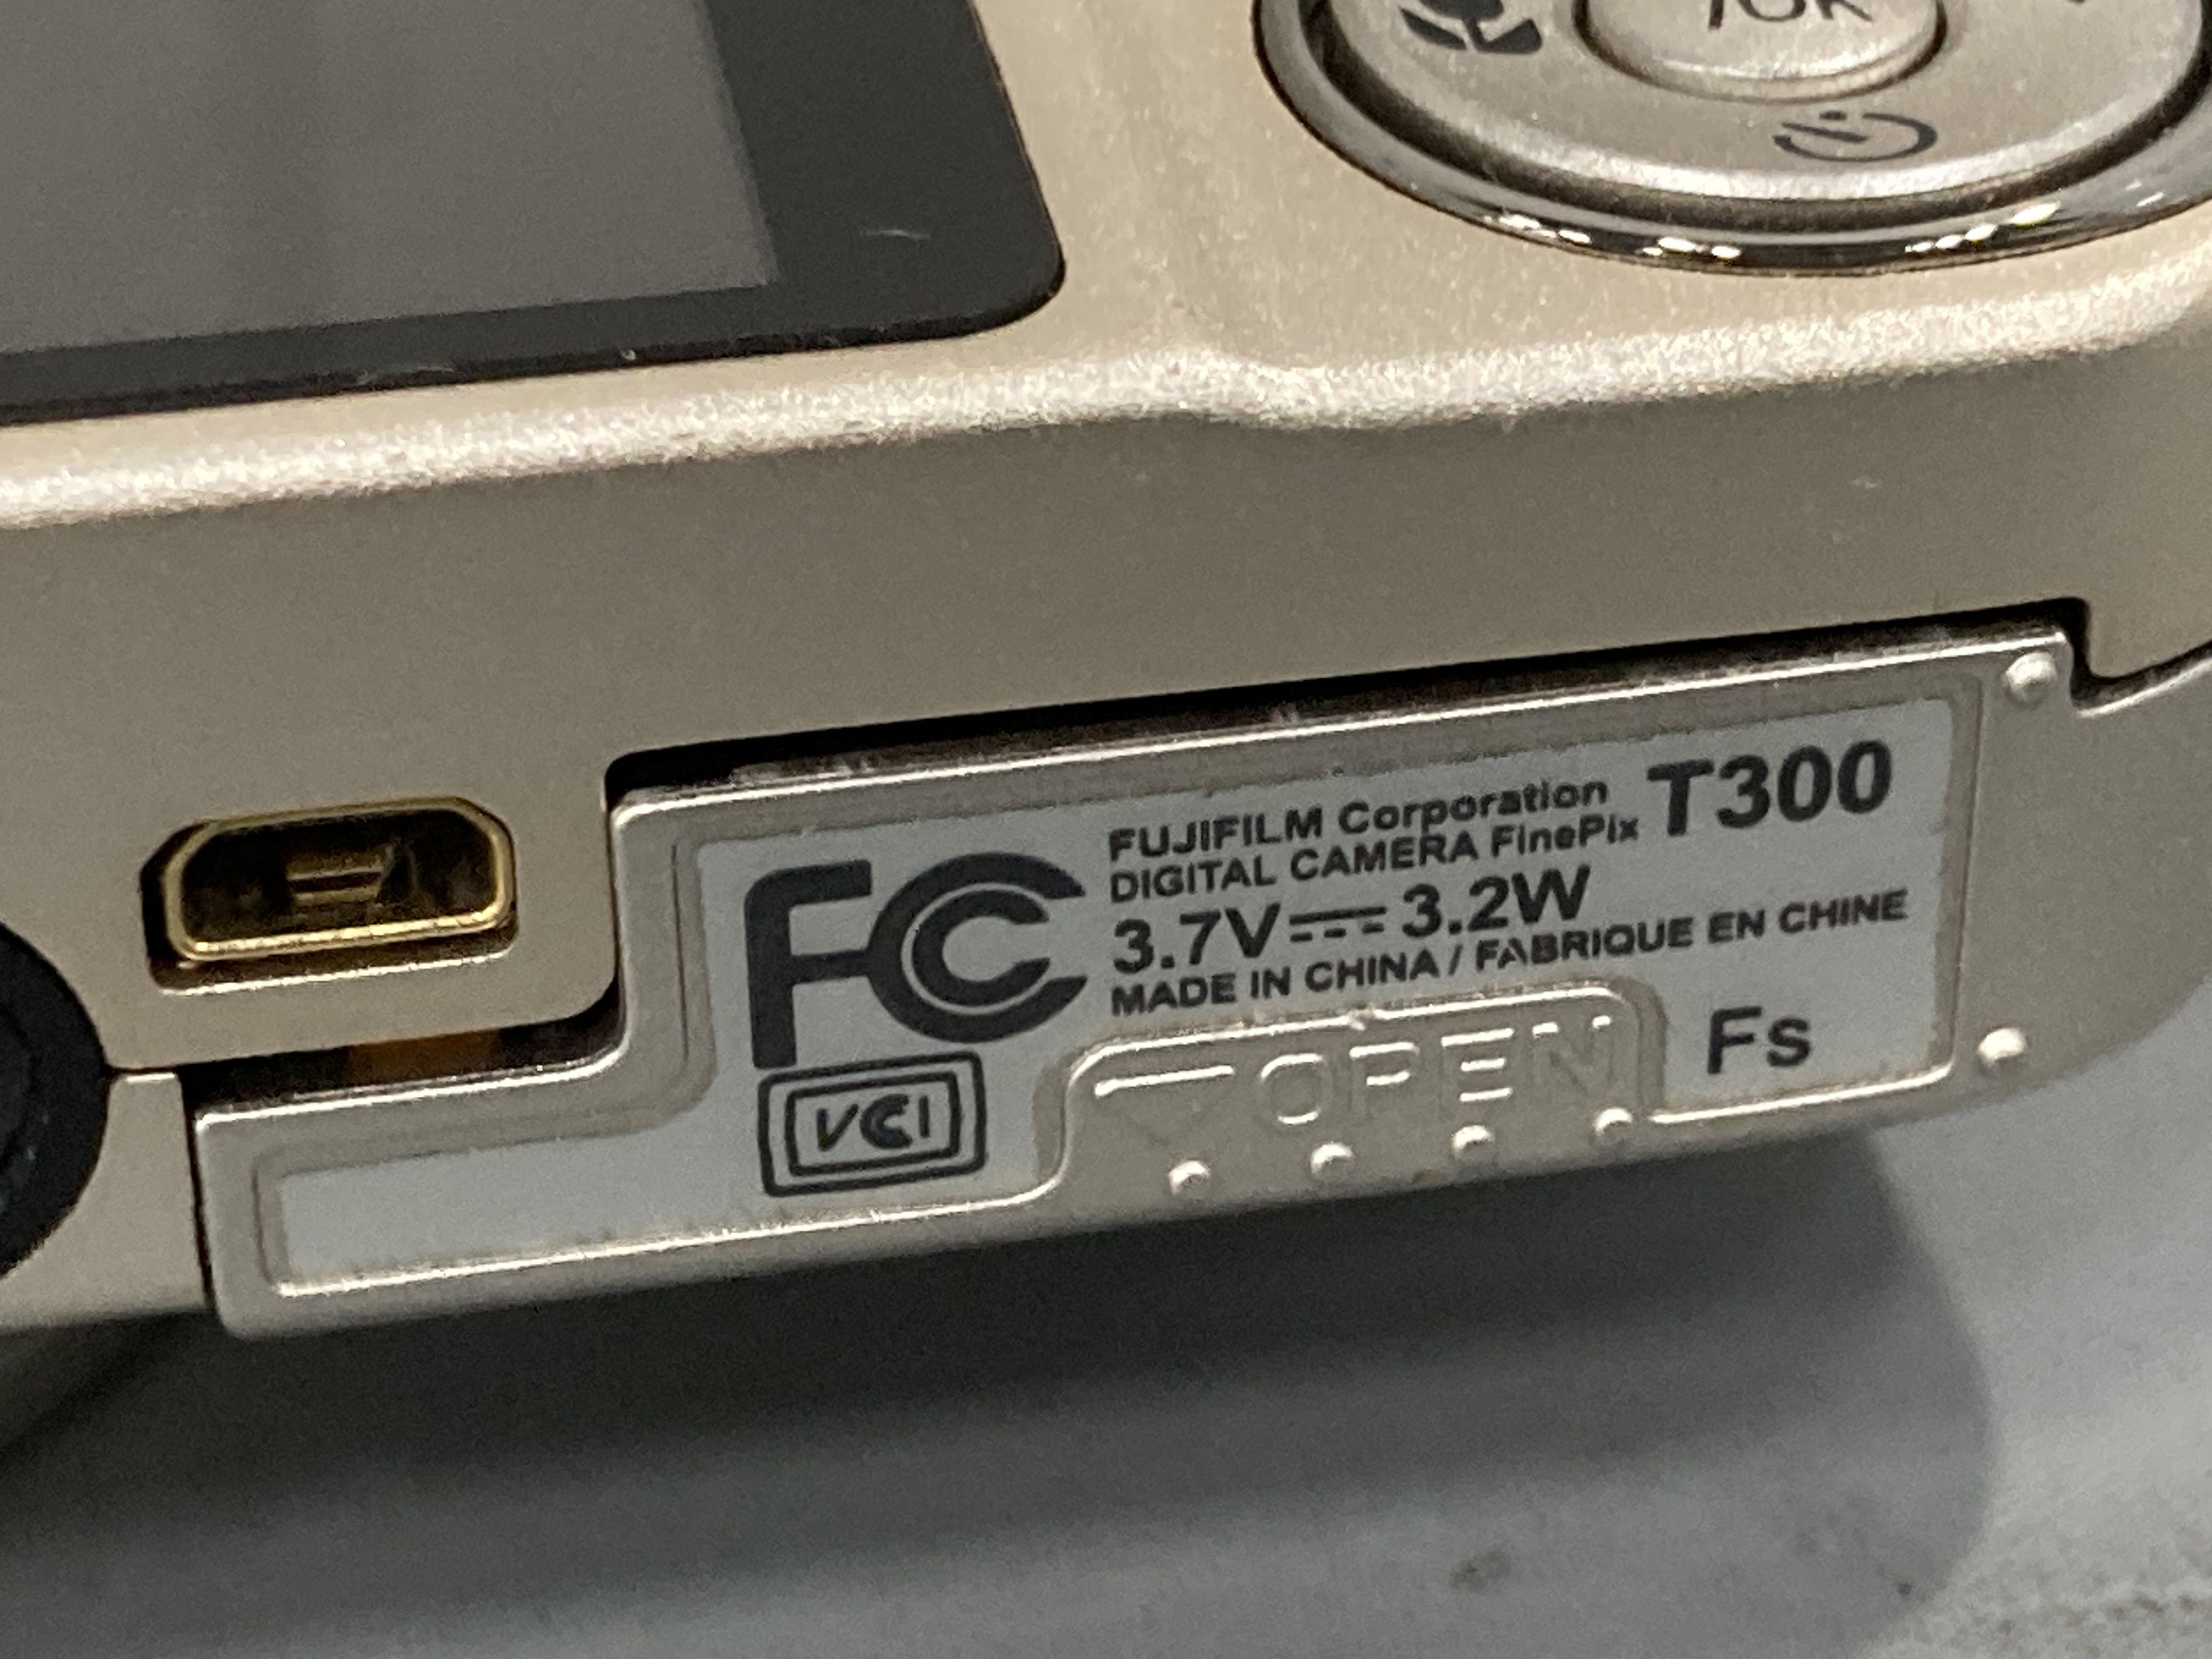 /OK
FUJIFILM Corporation
DIGITAL CAMERA FinePix T300
3.7V 3.2W
MADE IN CHINA / FABRIQUE EN CHINE
FC
VCI
OPEN
Fs